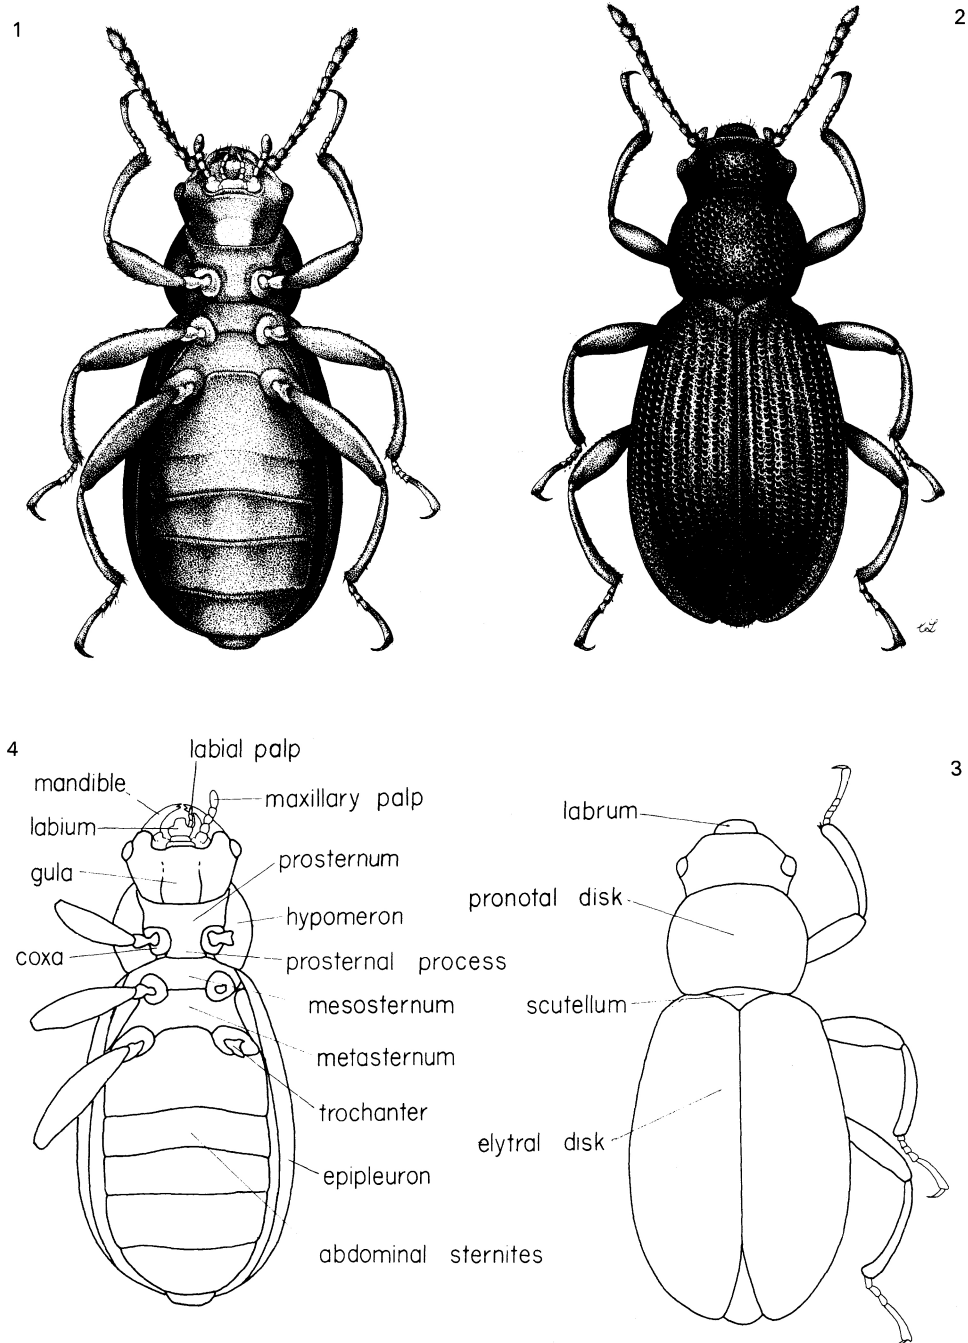 1
2
4
labial palp
mandible
maxillary palp
labium
prosternum
gula
hypomeron
coxa
prosternal process
mesosternum
metasternum
trochanter
epipleuron
abdominal sternites
3
labrum
pronotal disk
scutellum
elytral disk